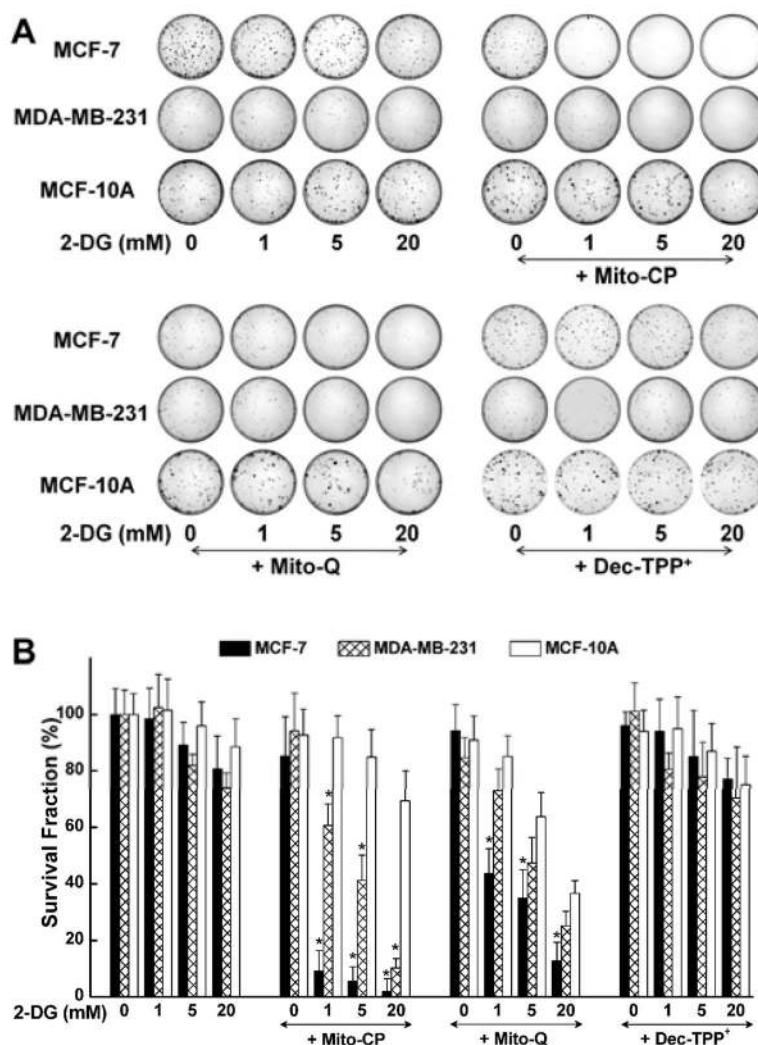 A
MCF-7
MDA-MB-231
MCF-10A
2-DG (mM) 0 1 5 20 0 1 5 20
+ Mito-CP
MCF-7
MDA-MB-231
MCF-10A
2-DG (mM) 0 1 5 20 0 1 5 20
+ Mito-Q + Dec-TPP⁺
B
MCF-7 MDA-MB-231 MCF-10A
Survival Fraction (%)
100
80
60
40
20
0
* * * * * * * * *
2-DG (mM) 0 1 5 20 0 1 5 20 0 1 5 20 0 1 5 20
+ Mito-CP + Mito-Q + Dec-TPP⁺